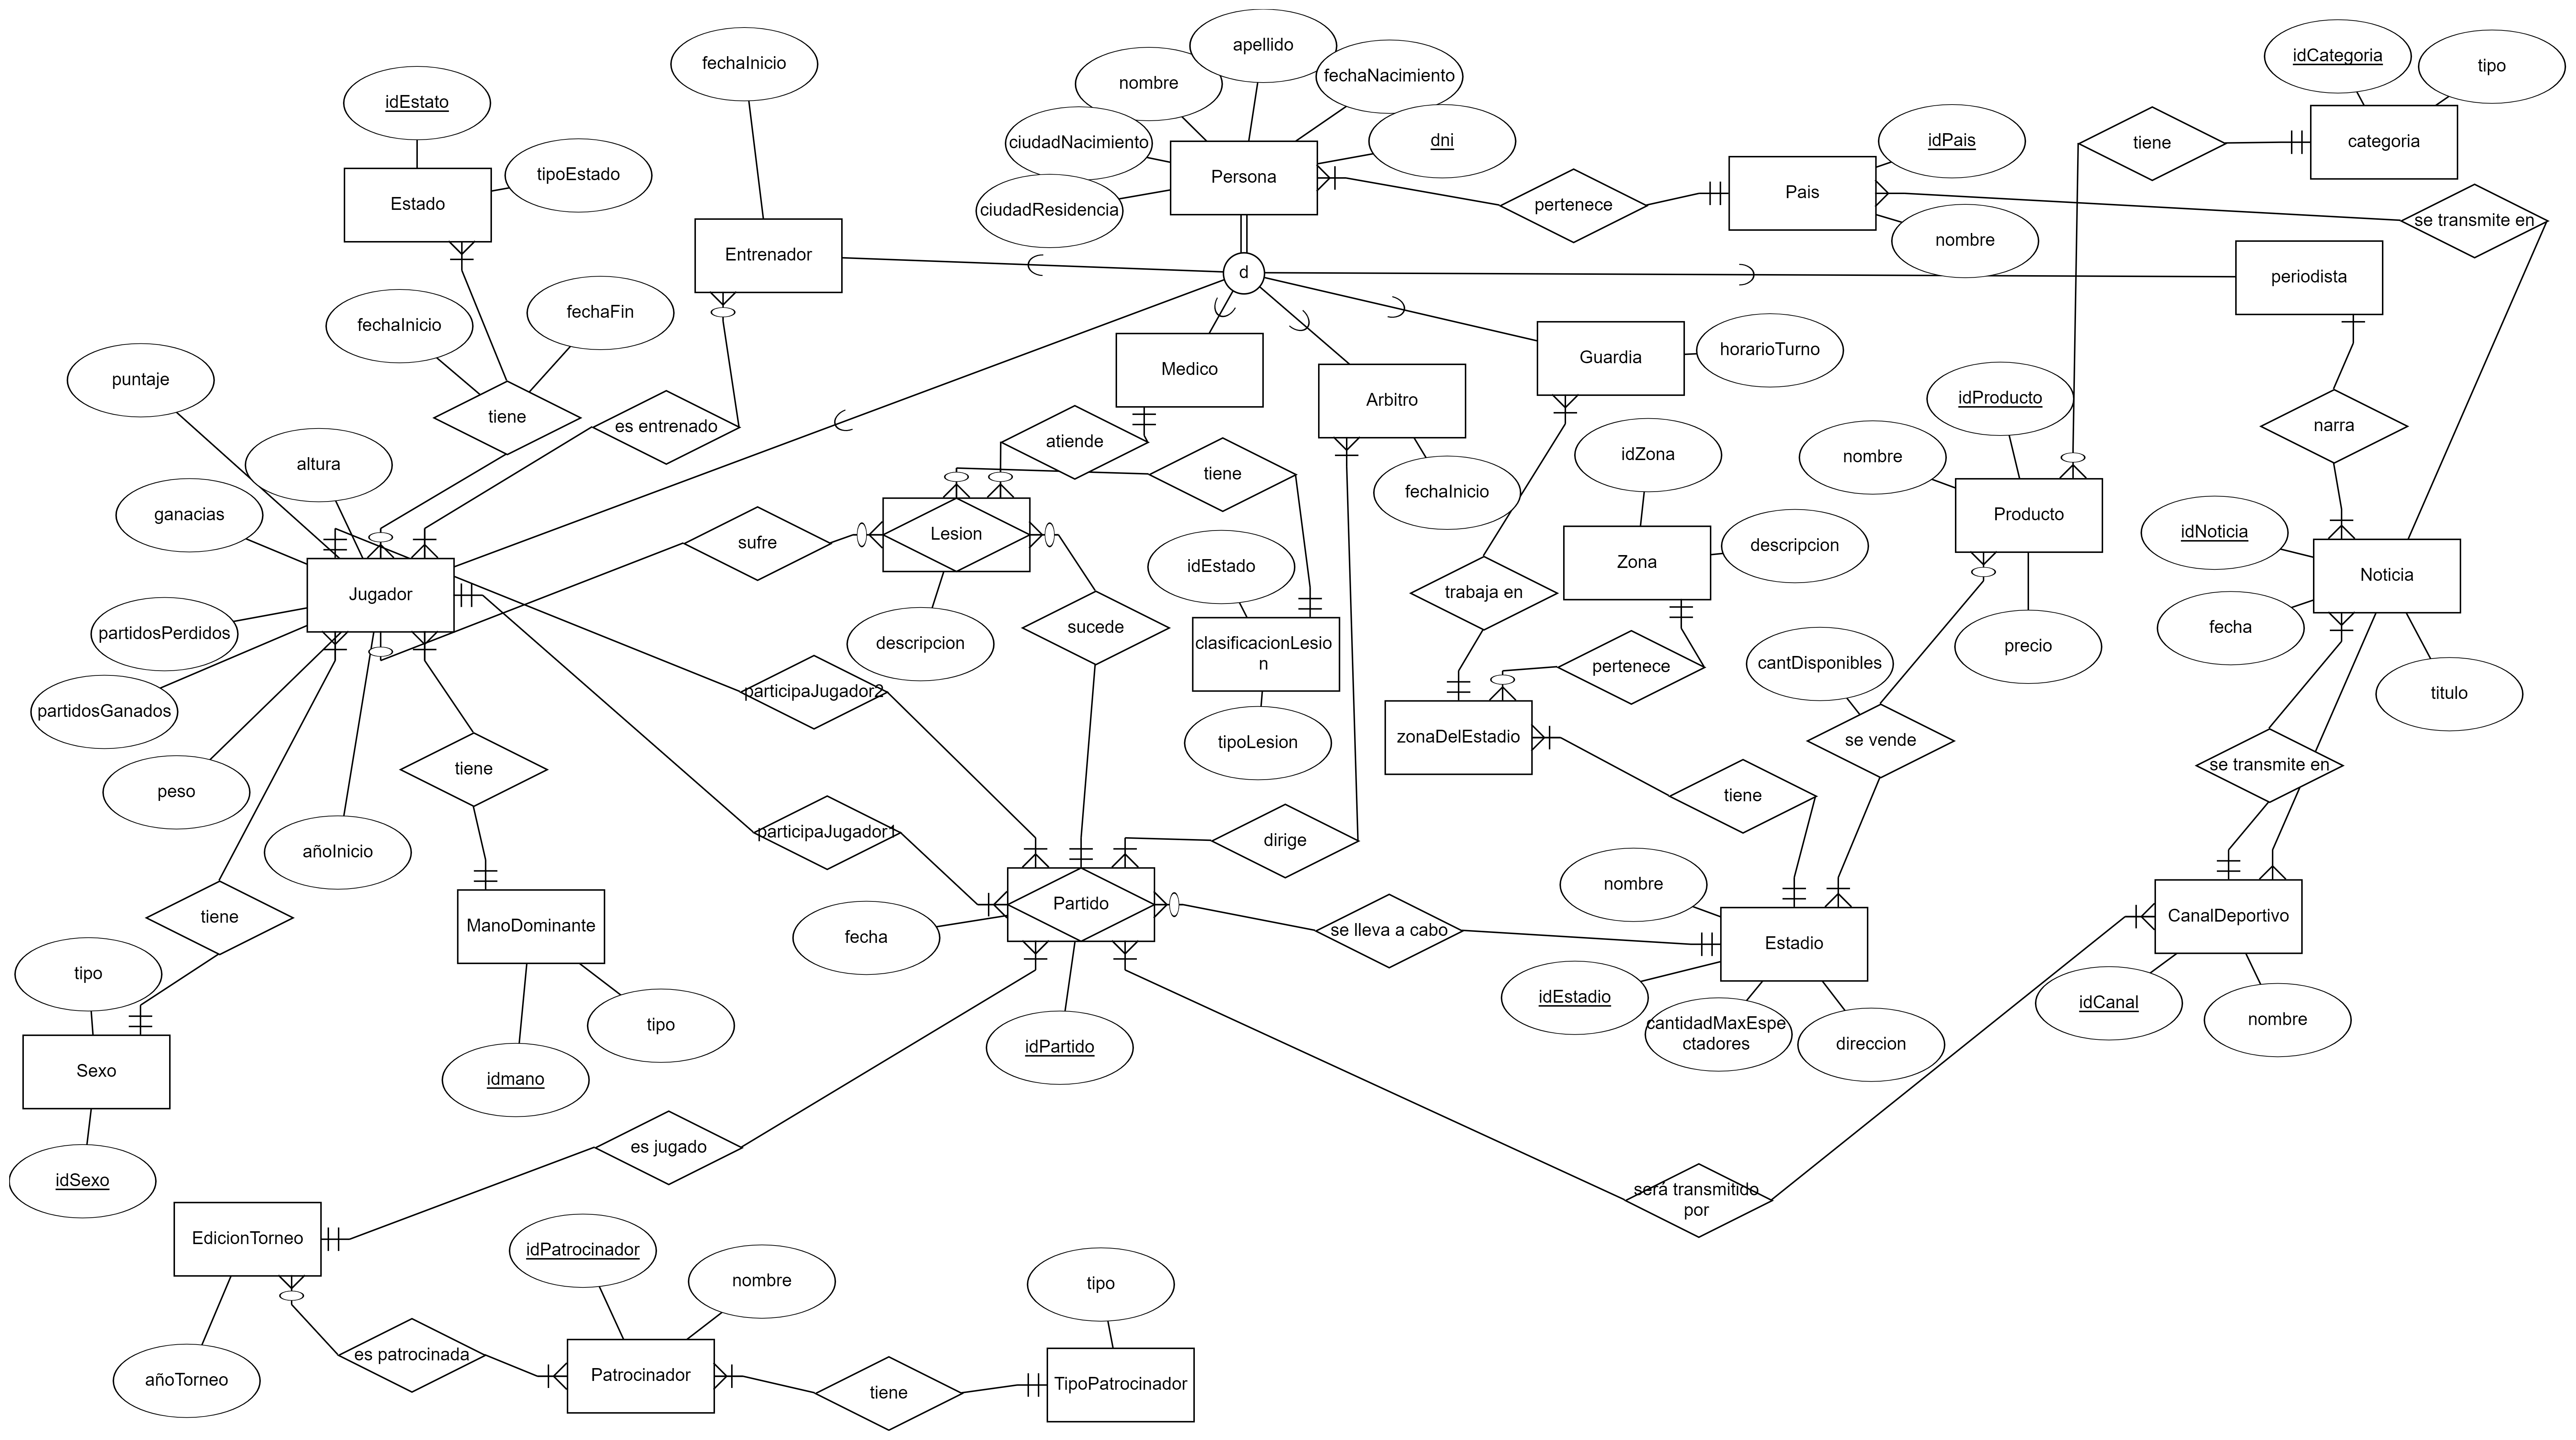 apellido
idCategoria
fechaInicio
tipo
nombre
fechaNacimiento
idEstato
ciudadNacimiento
dni
idPais
tiene
categoria
tipoEstado
Persona
Estado
ciudadResidencia
pertenece
Pais
se transmite en
nombre
Entrenador
d
periodista
fechaInicio
fechaFin
Medico
Guardia
horarioTurno
puntaje
Arbitro
idProducto
tiene
es entrenado
atiende
narra
altura
tiene
idZona
nombre
fechaInicio
ganacias
sufre
Lesion
Zona
descripcion
Producto
idNoticia
idEstado
Jugador
Noticia
trabaja en
partidosPerdidos
descripcion
sucede
clasificacionLesio
n
pertenece
cantDisponibles
precio
fecha
participaJugador2
titulo
partidosGanados
tipoLesion
zonaDelEstadio
se vende
tiene
se transmite en
peso
tiene
participaJugador1
dirige
añoInicio
nombre
tiene
ManoDominante
fecha
Partido
se lleva a cabo
Estadio
CanalDeportivo
tipo
tipo
idEstadio
idCanal
nombre
Sexo
idmano
idPartido
cantidadMaxEspe
ctadores
direccion
es jugado
idSexo
será transmitido
por
EdicionTorneo
idPatrocinador
nombre
tipo
añoTorneo
es patrocinada
Patrocinador
tiene
TipoPatrocinador